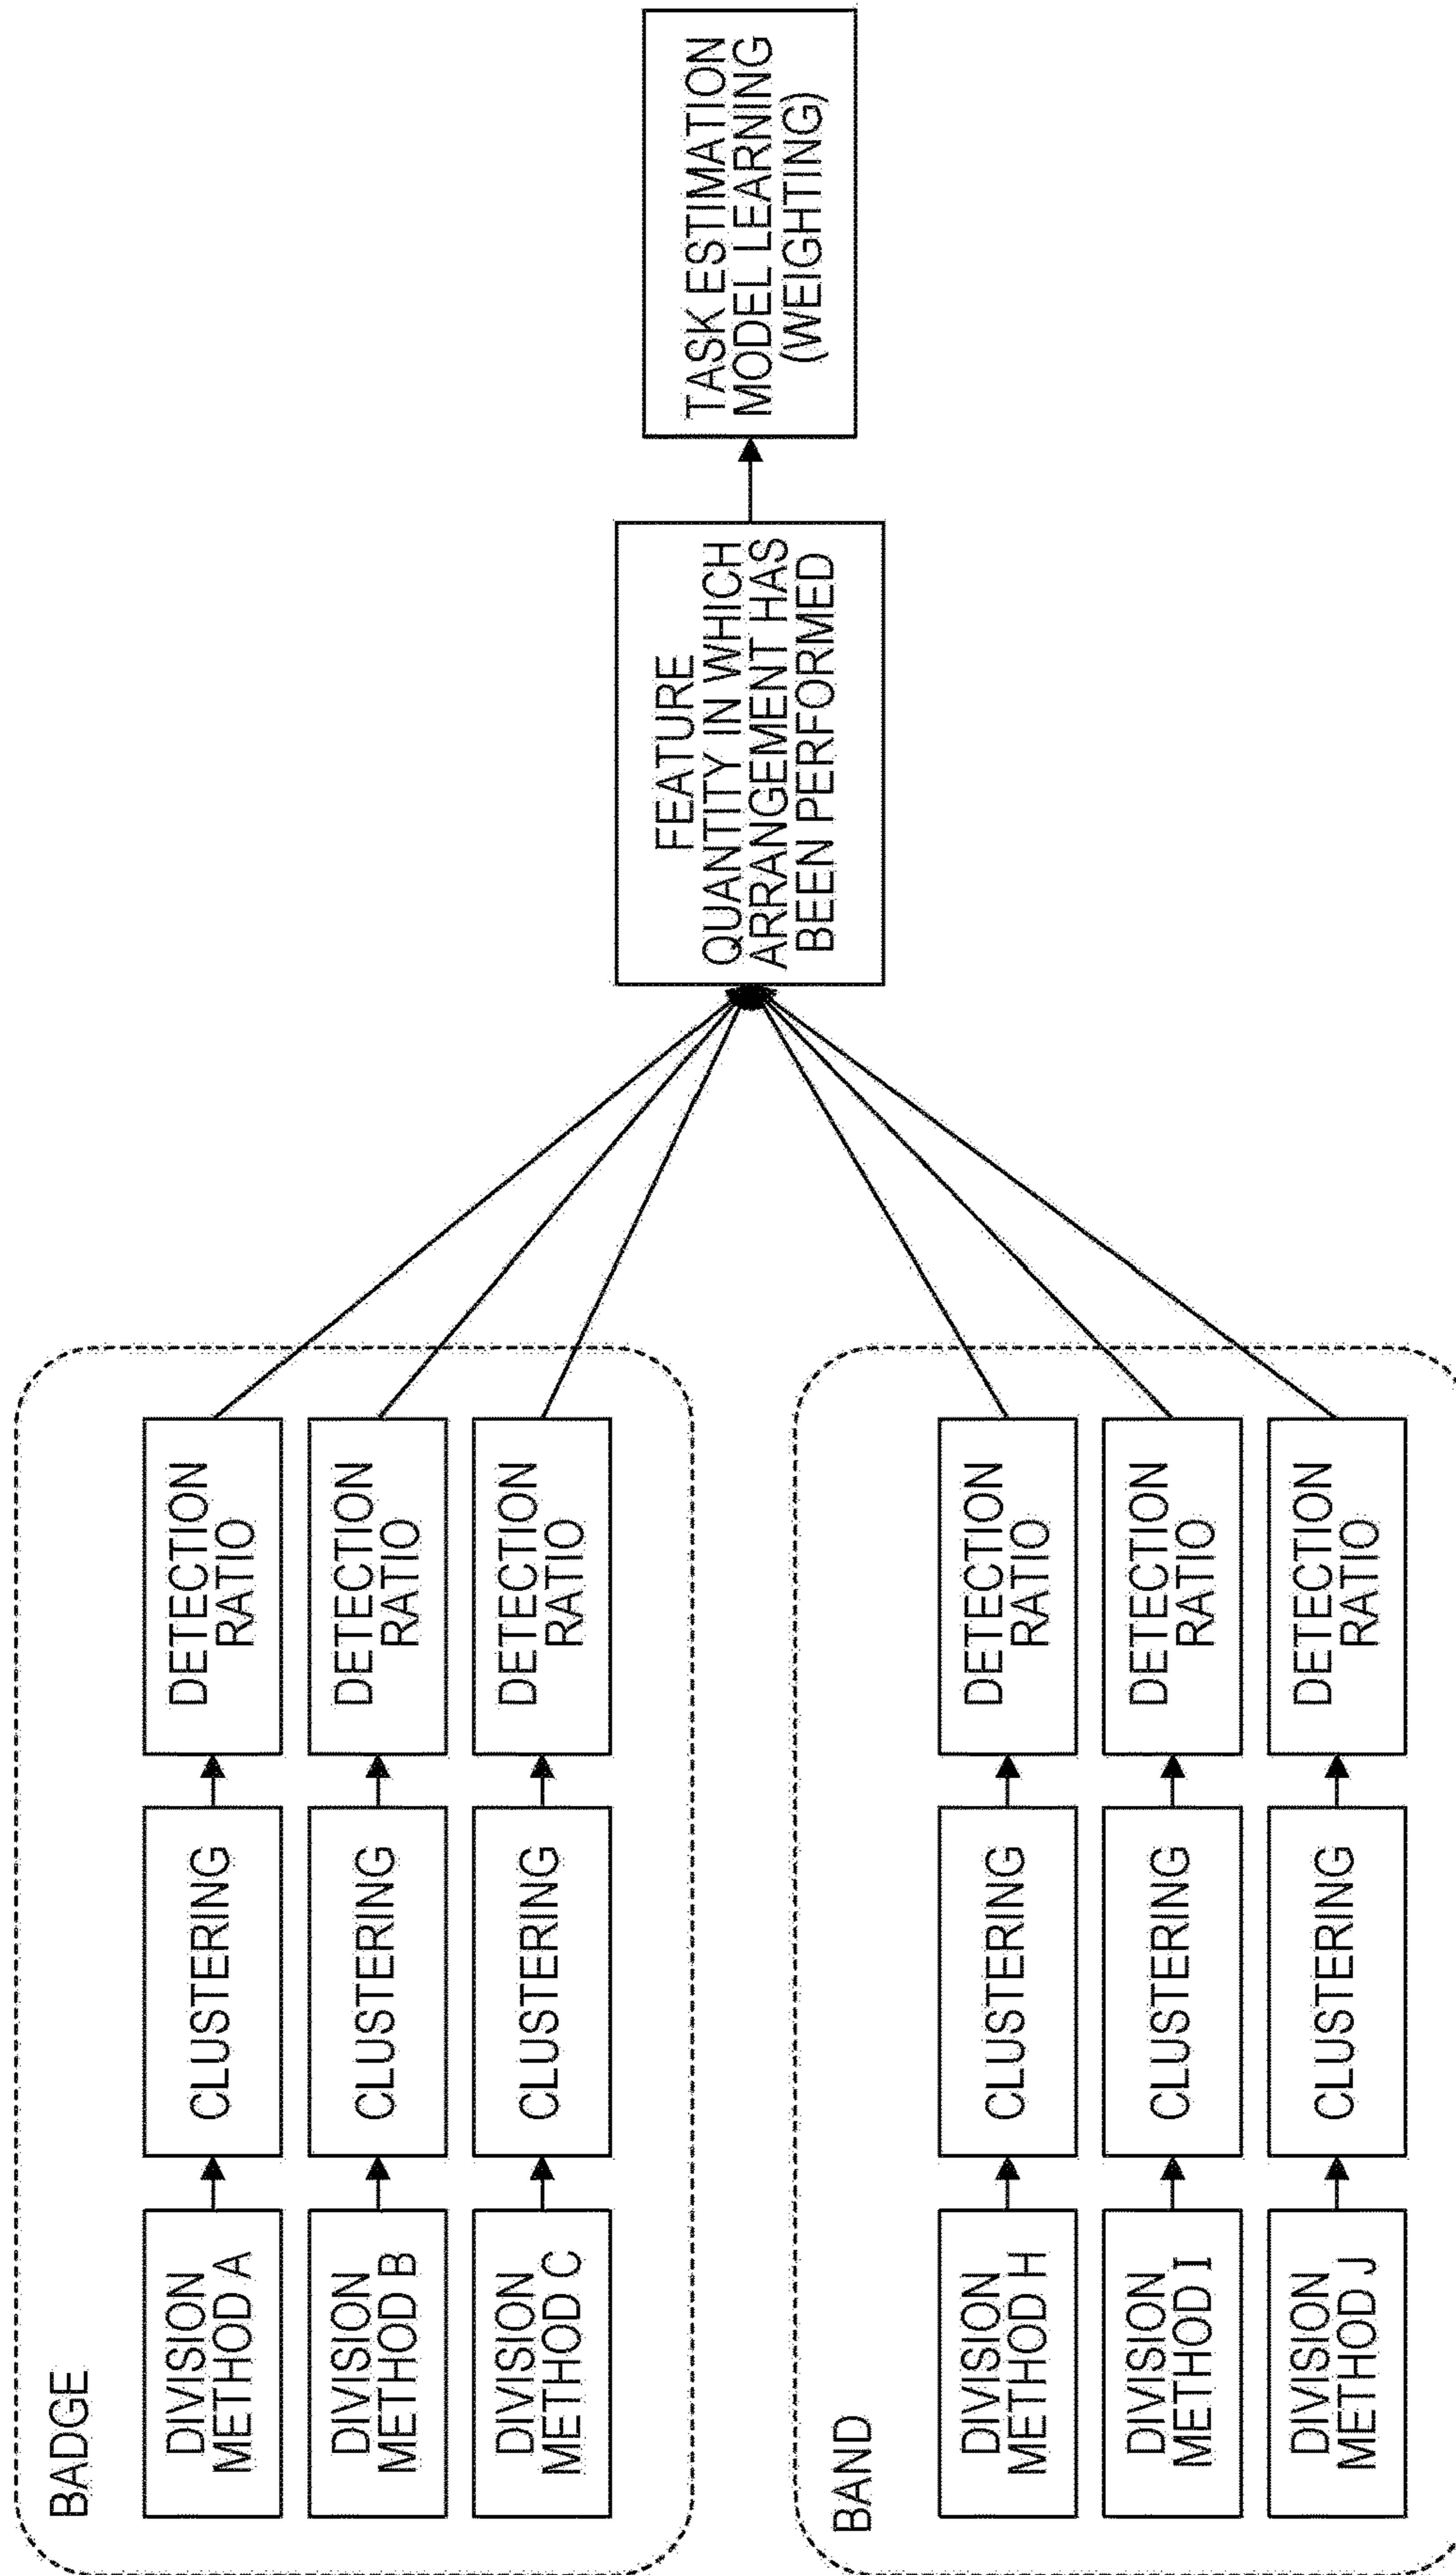 BADGE
DIVISION
METHOD A
CLUSTERING
DETECTION
RATIO
DIVISION
METHOD B
CLUSTERING
DETECTION
RATIO
DIVISION
METHOD C
CLUSTERING
DETECTION
RATIO
BAND
DIVISION
METHOD H
CLUSTERING
DETECTION
RATIO
DIVISION
METHOD I
CLUSTERING
DETECTION
RATIO
DIVISION
METHOD J
CLUSTERING
DETECTION
RATIO
FEATURE
QUANTITY IN WHICH
ARRANGEMENT HAS
BEEN PERFORMED
TASK ESTIMATION
MODEL LEARNING
(WEIGHTING)